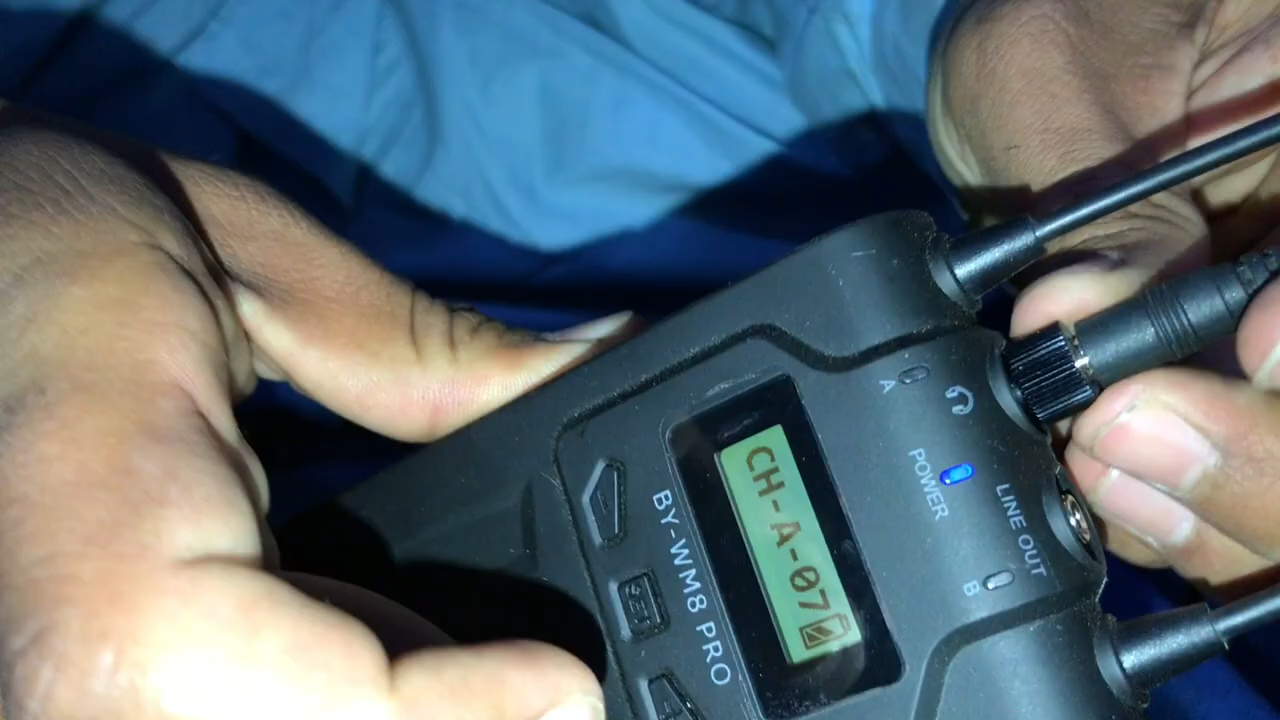 A
POWER
LINE OUT
B
CH-A-07
BY-WM8 PRO
SET